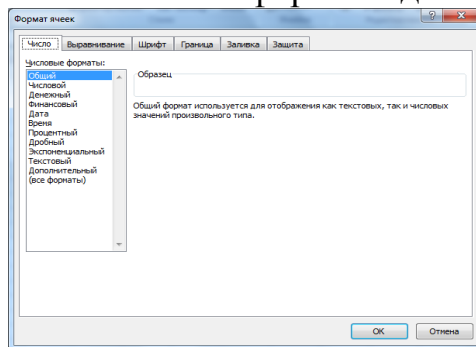 Формат ячеек
Число Выравнивание Шрифт Граница Заливка Защита
Числовые форматы:
Общий
Числовой
Денежный
Финансовый
Дата
Время
Процентный
Дробный
Экспоненциальный
Текстовый
Дополнительный
(все форматы)
Образец
Общий формат используется для отображения как текстовых, так и числовых
значений произвольного типа.
ОК Отмена